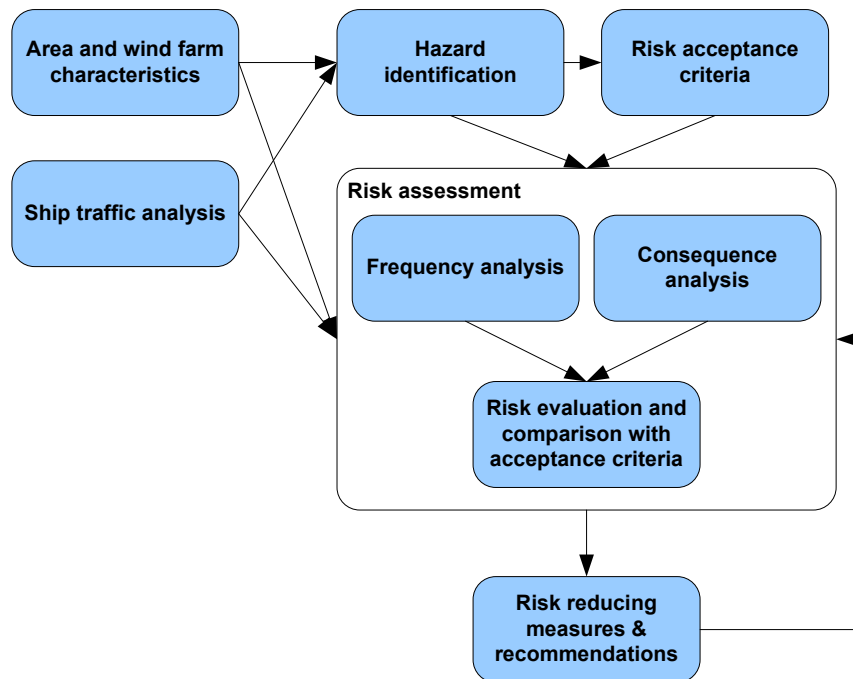 Area and wind farm
characteristics
Hazard
identification
Risk acceptance
criteria
Ship traffic analysis
Risk assessment
Frequency analysis
Consequence
analysis
Risk evaluation and
comparison with
acceptance criteria
Risk reducing
measures &
recommendations